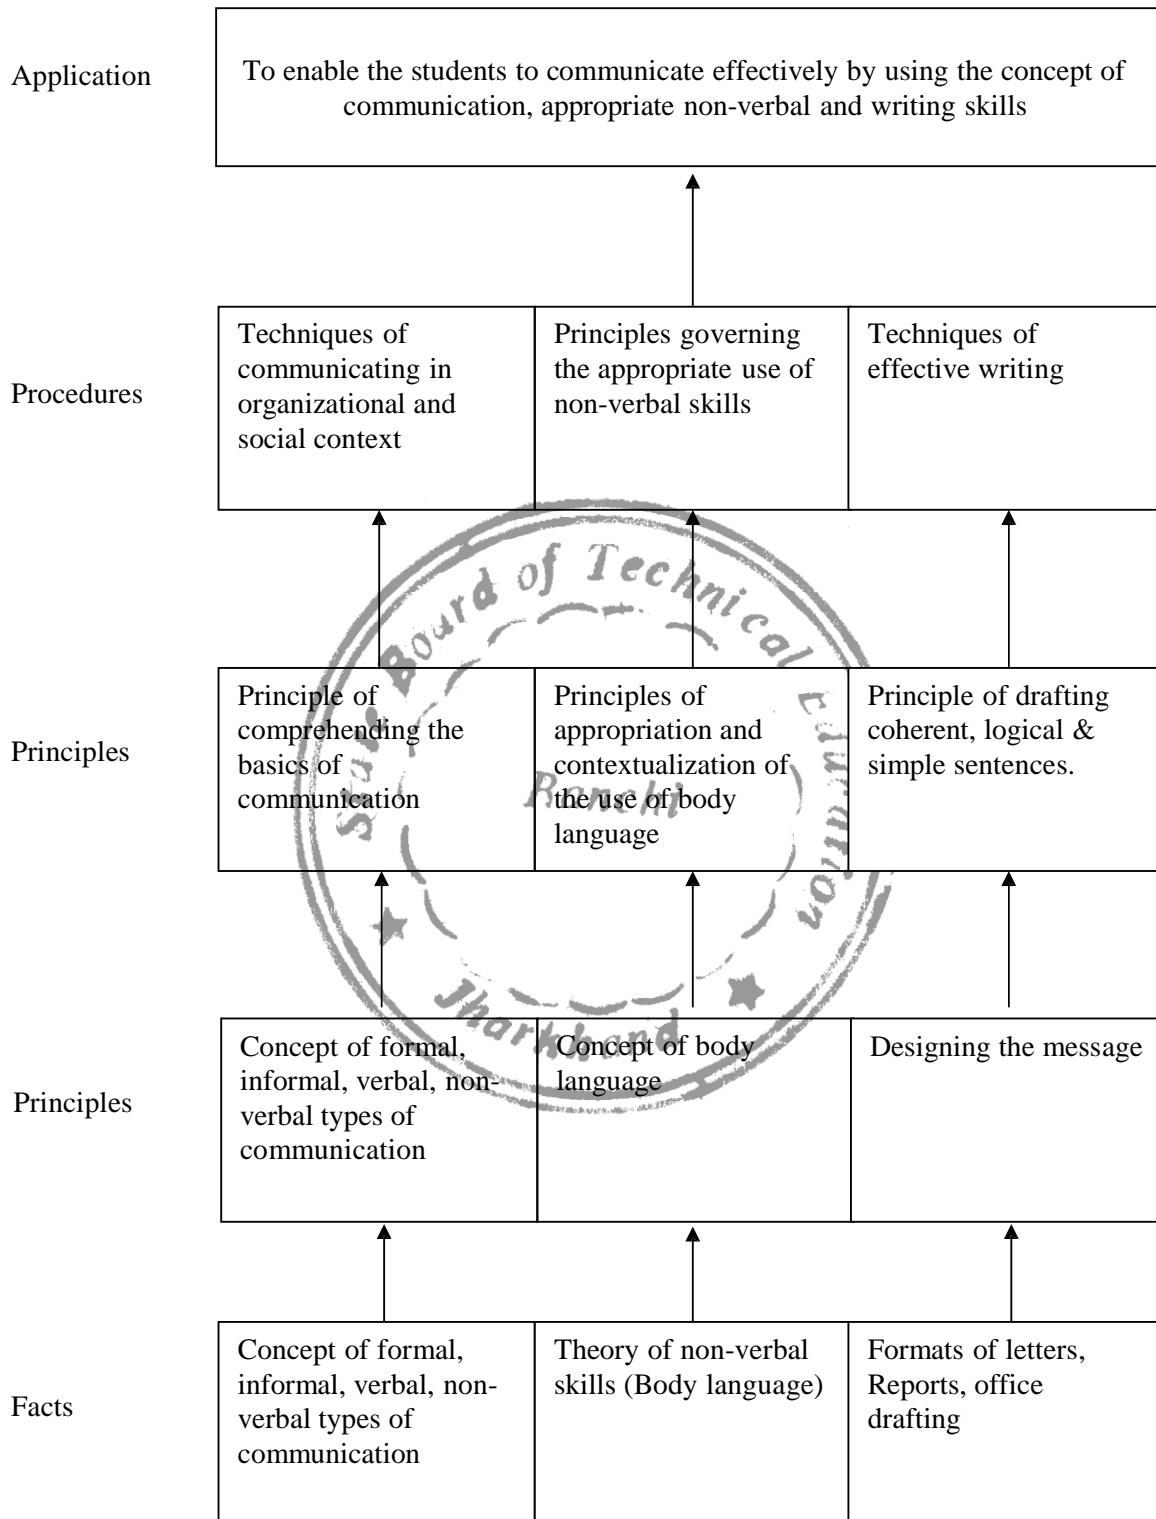 Application
To enable the students to communicate effectively by using the concept of
communication, appropriate non-verbal and writing skills
Procedures
Techniques of
communicating in
organizational and
social context
Principles governing
the appropriate use of
non-verbal skills
Techniques of
effective writing
Principles
Principle of
comprehending the
basics of
communication
Principles of
appropriation and
contextualization of
the use of body
language
Principle of drafting
coherent, logical &
simple sentences.
Principles
Concept of formal,
informal, verbal, non-
verbal types of
communication
Concept of body
language
Designing the message
Facts
Concept of formal,
informal, verbal, non-
verbal types of
communication
Theory of non-verbal
skills (Body language)
Formats of letters,
Reports, office
drafting
State Board of Technical Education
Ranchi
Jharkhand